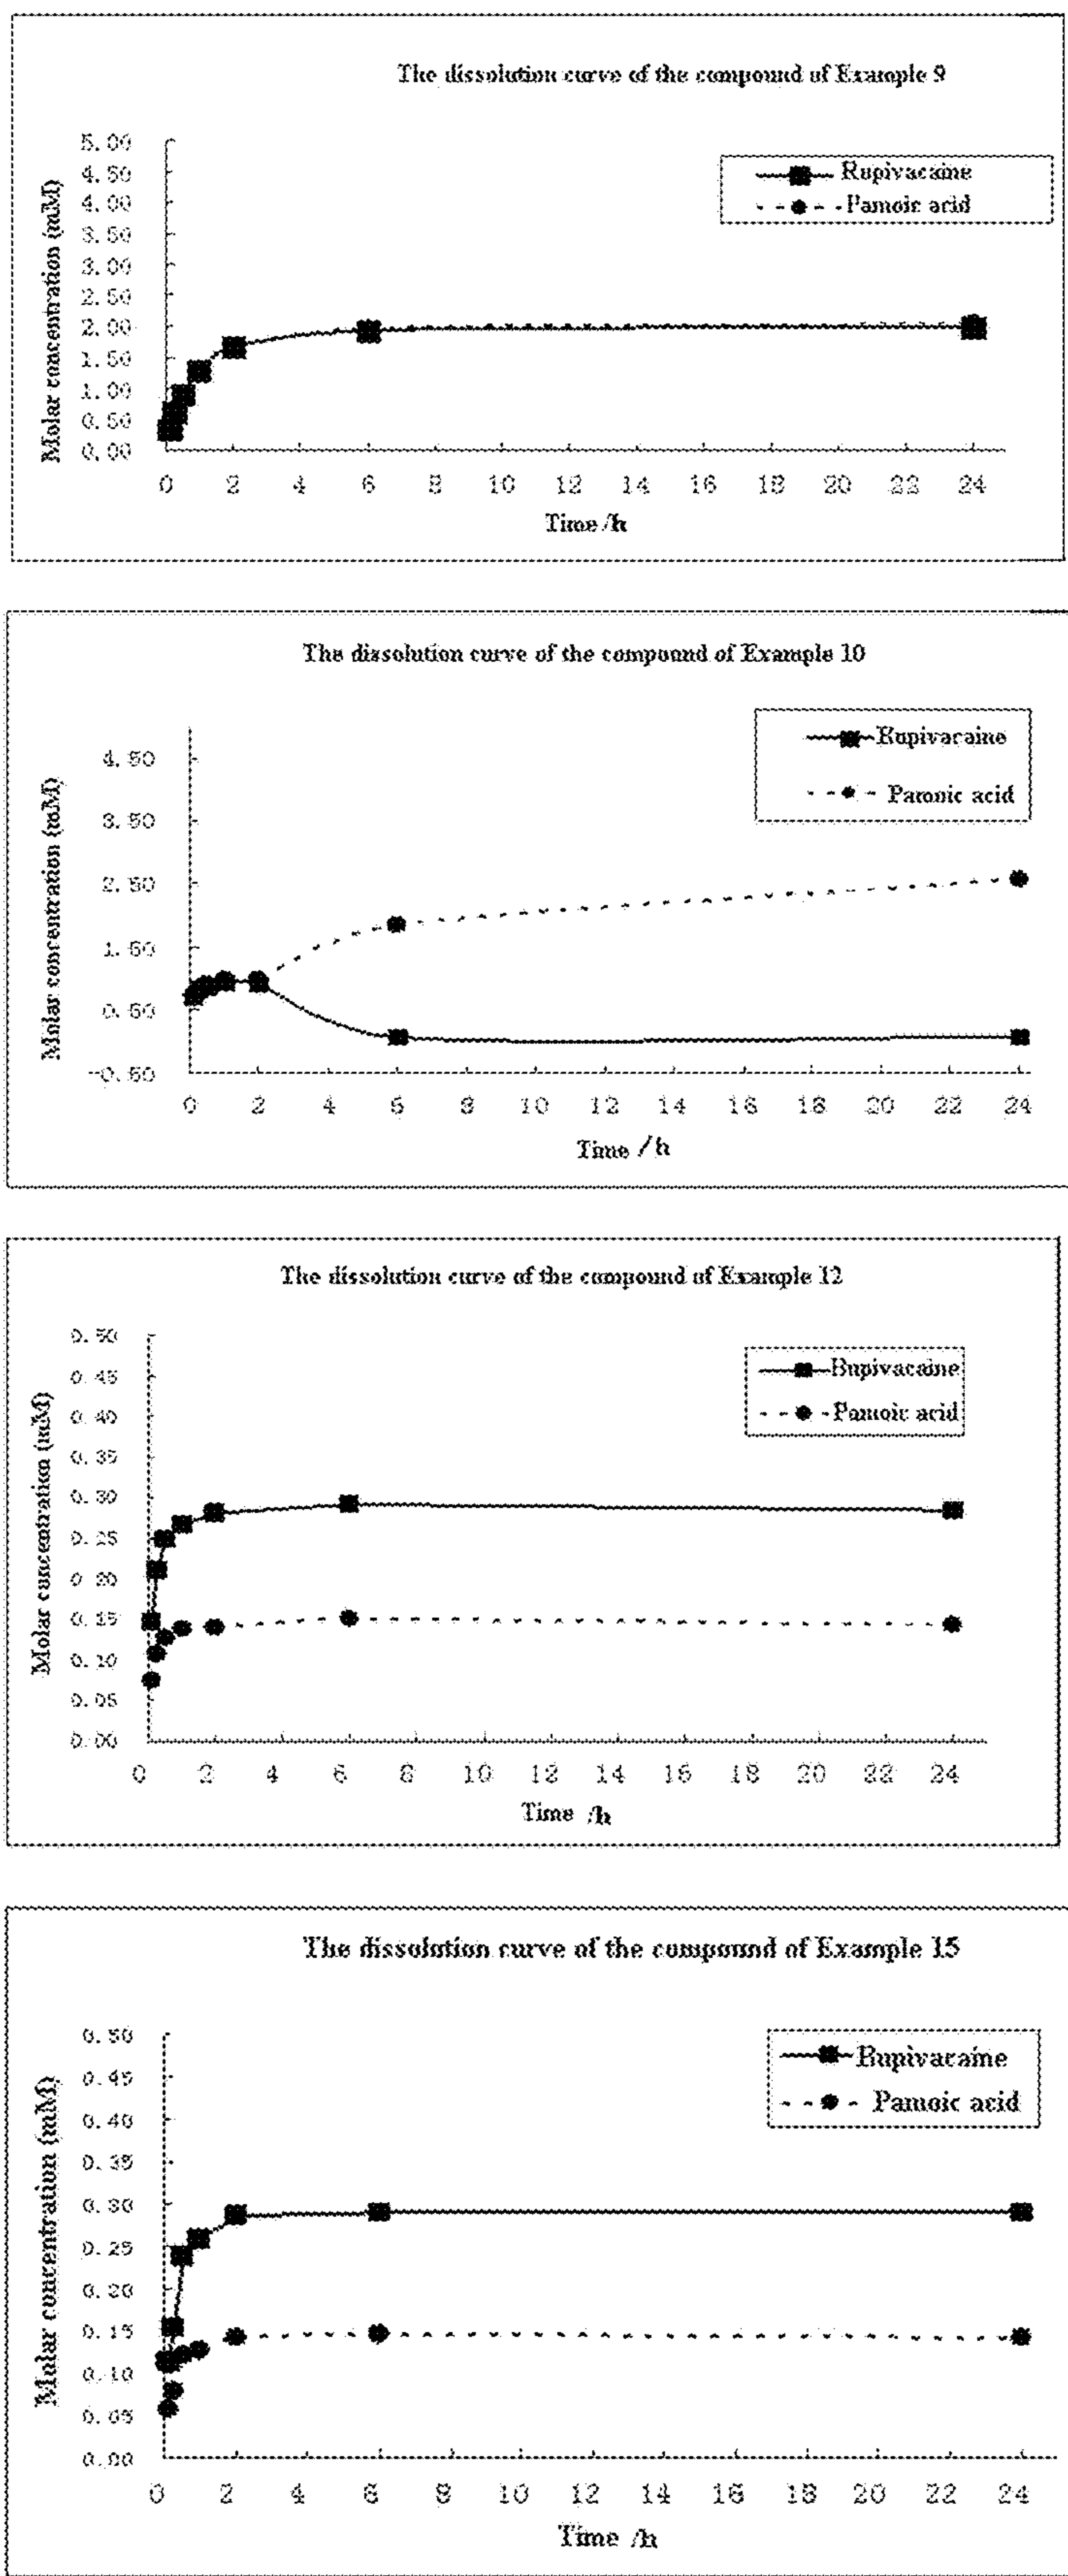 The dissolution curve of the compound of Example 9
Molar concentration (mM)
5.00
4.50
4.00
3.50
3.00
2.50
2.00
1.50
1.00
0.50
0.00
Bupivacaine
Pamoic acid
0 2 4 6 8 10 12 14 16 18 20 22 24
Time /h
The dissolution curve of the compound of Example 10
Molar concentration (mM)
4.50
3.50
2.50
1.50
0.50
-0.50
Bupivacaine
Pamoic acid
0 2 4 6 8 10 12 14 16 18 20 22 24
Time /h
The dissolution curve of the compound of Example 12
Molar concentration (mM)
0.50
0.45
0.40
0.35
0.30
0.25
0.20
0.15
0.10
0.05
0.00
Bupivacaine
Pamoic acid
0 2 4 6 8 10 12 14 16 18 20 22 24
Time /h
The dissolution curve of the compound of Example 15
Molar concentration (mM)
0.50
0.45
0.40
0.35
0.30
0.25
0.20
0.15
0.10
0.05
0.00
Bupivacaine
Pamoic acid
0 2 4 6 8 10 12 14 16 18 20 22 24
Time /h